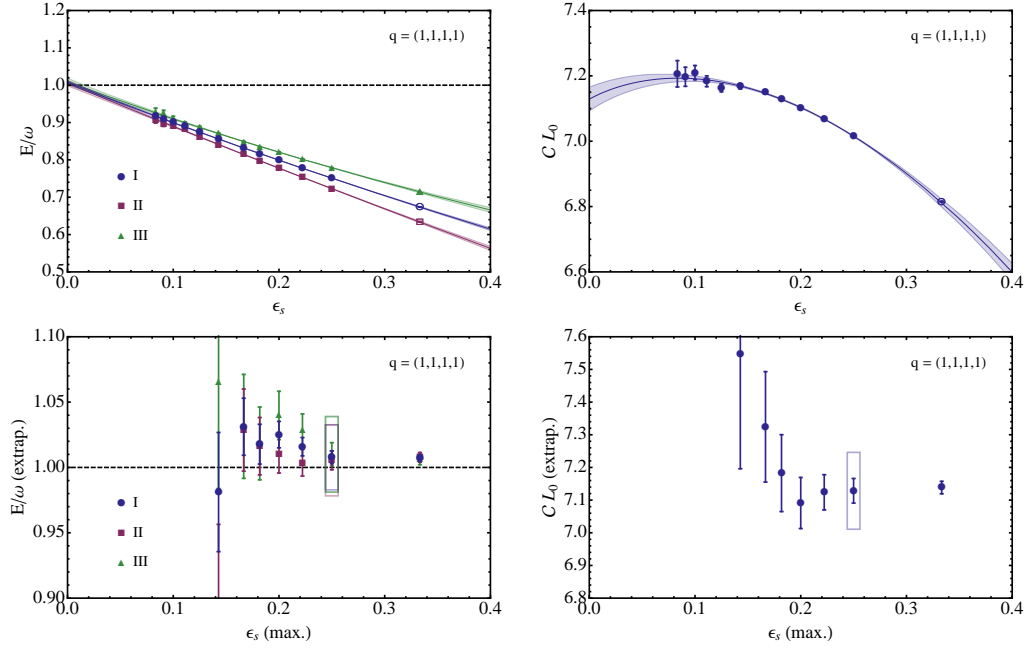 1.2
1.1
1.0
0.9
0.8
0.7
0.6
0.5
E/ω
q = (1,1,1,1)
I
II
III
0.0 0.1 0.2 0.3 0.4
ϵs
7.4
7.2
7.0
6.8
6.6
C L0
q = (1,1,1,1)
0.0 0.1 0.2 0.3 0.4
ϵs
1.10
1.05
1.00
0.95
0.90
E/ω (extrap.)
q = (1,1,1,1)
I
II
III
0.0 0.1 0.2 0.3 0.4
ϵs (max.)
7.6
7.5
7.4
7.3
7.2
7.1
7.0
6.9
6.8
C L0 (extrap.)
q = (1,1,1,1)
0.0 0.1 0.2 0.3 0.4
ϵs (max.)